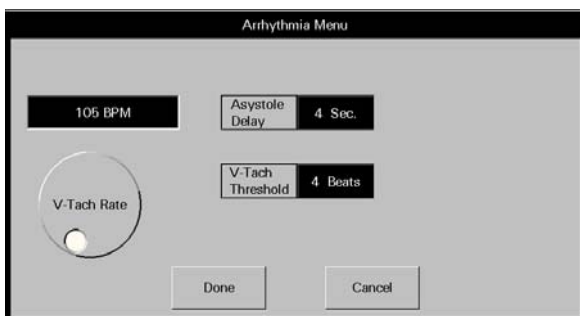 Arrhythmia Menu
105 BPM
Asystole
Delay
4 Sec.
V-Tach
Threshold
4 Beats
V-Tach Rate
Done
Cancel